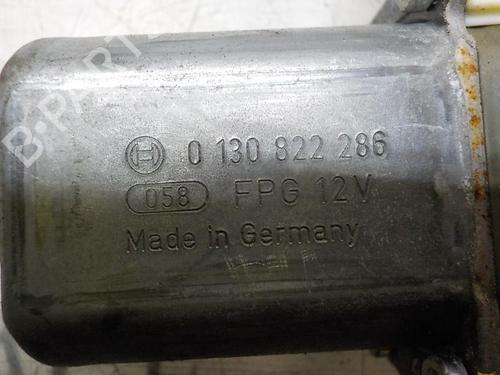 B-PARTS
0 130 822 286
058 FPG 12V
Made in Germany